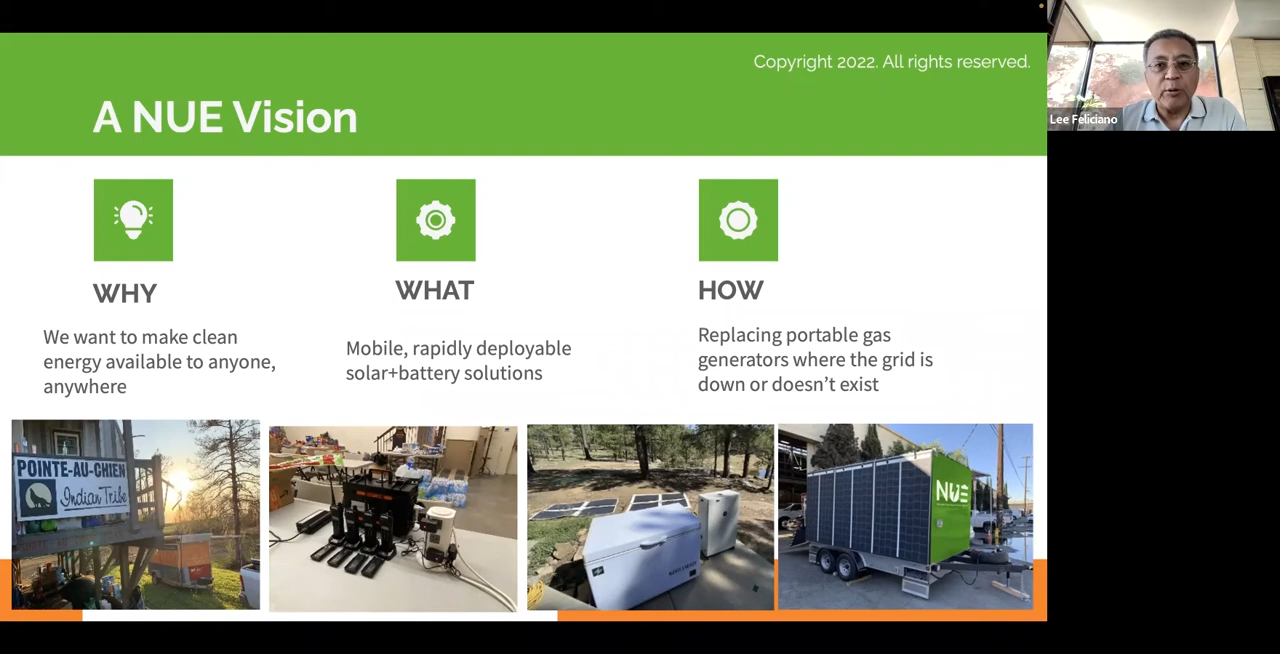 Copyright 2022. All rights reserved.
A NUE Vision
Lee Feliciano
WHY
We want to make clean
energy available to anyone,
anywhere
WHAT
Mobile, rapidly deployable
solar+battery solutions
HOW
Replacing portable gas
generators where the grid is
down or doesn’t exist
POINTE-AU-CHIEN
Indian Tribe
NUE